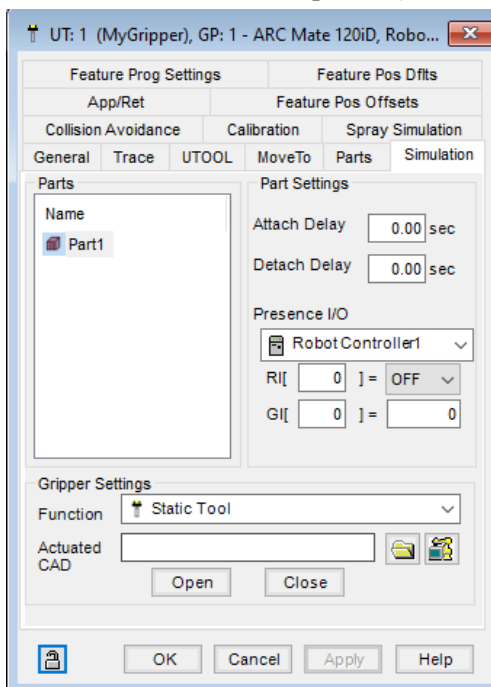 UT: 1 (MyGripper), GP: 1 - ARC Mate 120iD, Robo...
Feature Prog Settings Feature Pos Dflts
App/Ret Feature Pos Offsets
Collision Avoidance Calibration Spray Simulation
General Trace UTOOL MoveTo Parts Simulation
Parts Part Settings
Name
Part1
Attach Delay 0.00 sec
Detach Delay 0.00 sec
Presence I/O
Robot Controller1
RI[ 0 ] = OFF
GI[ 0 ] = 0
Gripper Settings
Function Static Tool
Actuated
CAD
Open Close
OK Cancel Apply Help